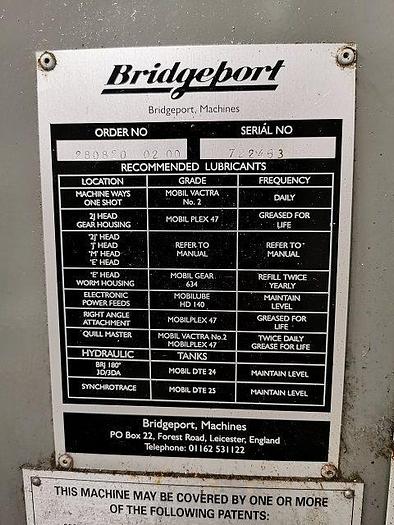 Bridgeport
Bridgeport, Machines
ORDER NO SERIAL NO
280820 02 00
RECOMMENDED LUBRICANTS
LOCATION GRADE FREQUENCY
MACHINE WAYS ONE SHOT MOBIL VACTRA No. 2 DAILY
2J HEAD GEAR HOUSING MOBIL PLEX 47 GREASED FOR LIFE
'2J' HEAD
'J' HEAD REFER TO REFER TO
'M' HEAD MANUAL MANUAL
'E' HEAD
'E' HEAD WORM HOUSING MOBIL GEAR 634 REFILL TWICE YEARLY
ELECTRONIC POWER FEEDS MOBILUBE HD 140 MAINTAIN LEVEL
RIGHT ANGLE ATTACHMENT MOBILPLEX 47 GREASED FOR LIFE
QUILL MASTER MOBIL VACTRA No.2 MOBILPLEX 47 TWICE DAILY GREASE FOR LIFE
HYDRAULIC TANKS
BRJ 180° 3D/3DA MOBIL DTE 24 MAINTAIN LEVEL
SYNCHROTRACE MOBIL DTE 25 MAINTAIN LEVEL
Bridgeport, Machines
PO Box 22, Forest Road, Leicester, England
Telephone: 01162 531122
THIS MACHINE MAY BE COVERED BY ONE OR MORE
OF THE FOLLOWING PATENTS: